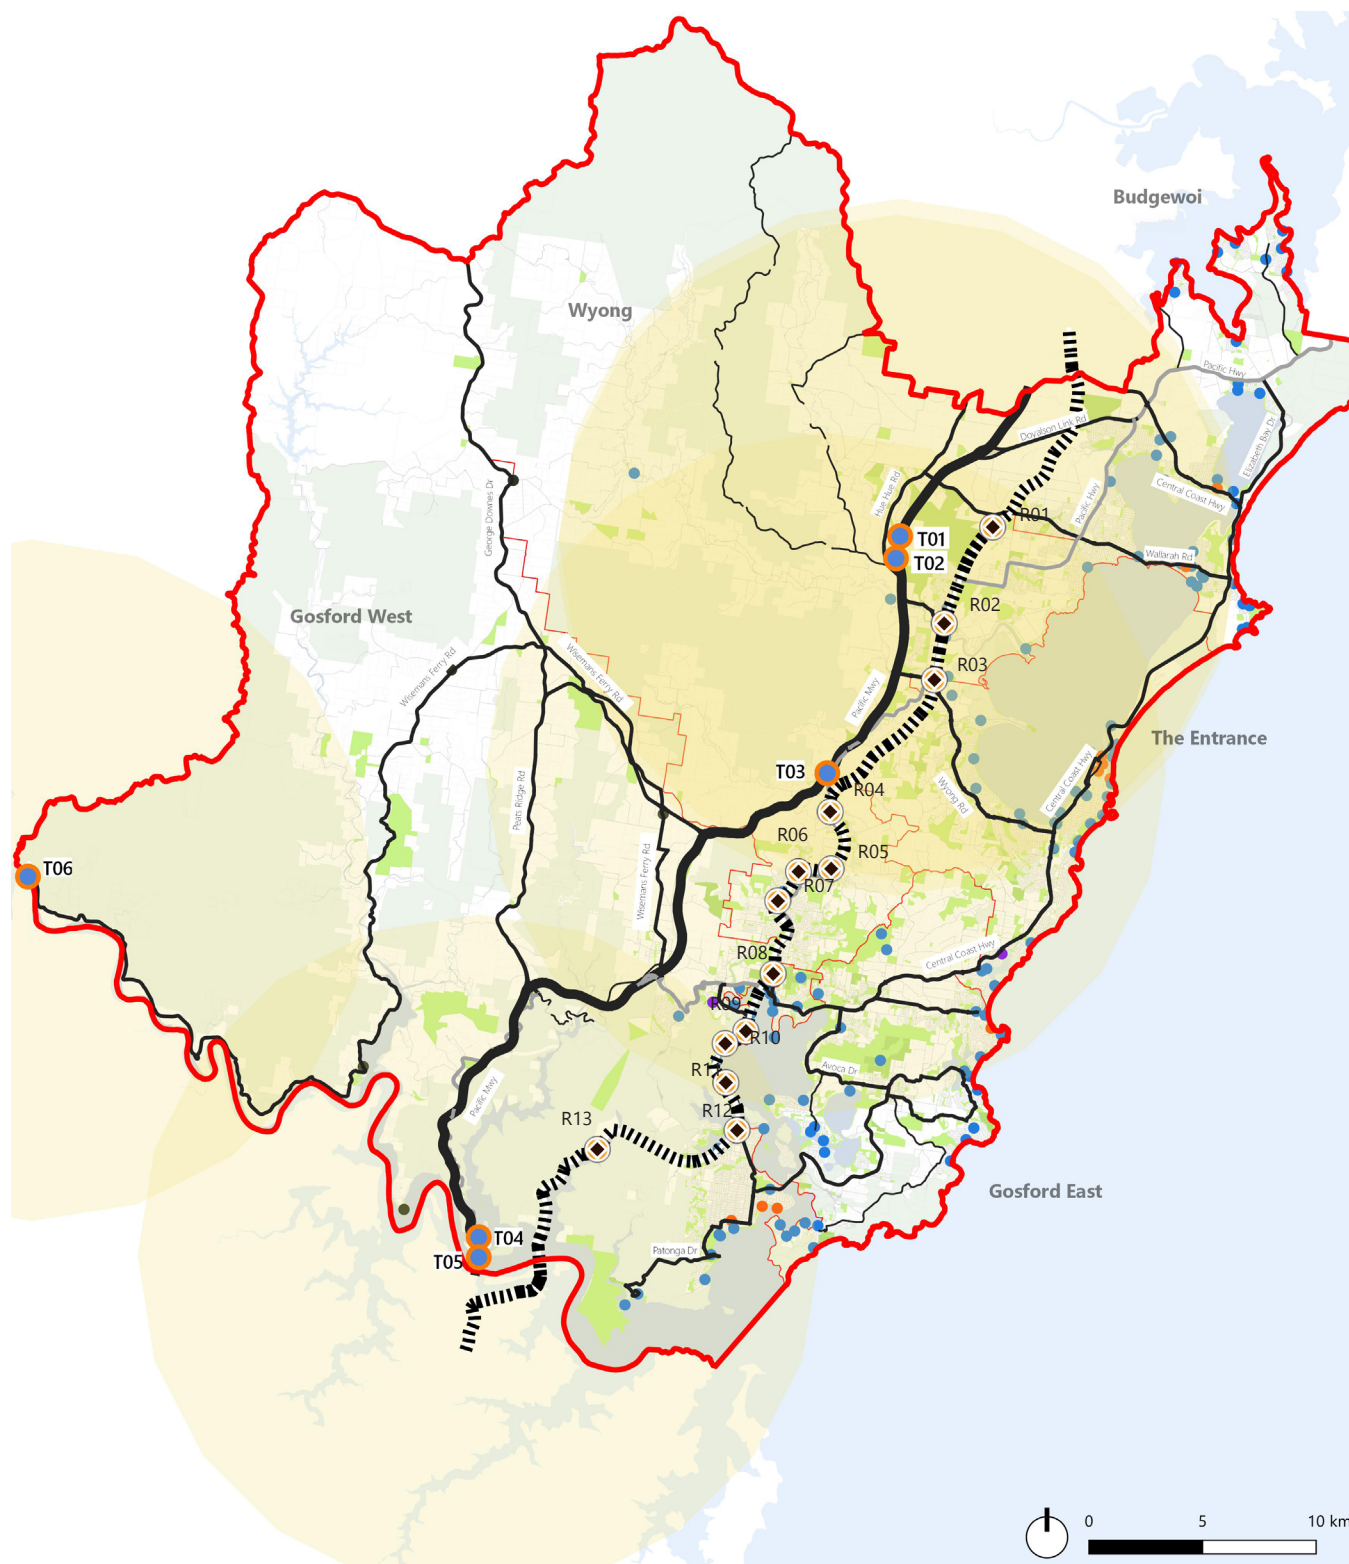 Budgewoi
Wyong
Pacific Hwy
Doyalson Link Rd
Elizabeth Bay Dr
Hue Hue Rd
George Downes Dr
Pacific Hwy
Central Coast Hwy
R01
T01
T02
Wallarah Rd
R02
Gosford West
Wisemans Ferry Rd
Wisemans Ferry Rd
R03
Pacific Mwy
The Entrance
T03
Central Coast Hwy
Peats Ridge Rd
R04
Wyong Rd
R06
R05
T06
Wisemans Ferry Rd
R07
R08
Central Coast Hwy
R09
R10
Avoca Dr
R11
Pacific Mwy
R12
R13
Gosford East
T04
Patonga Dr
T05
0 5 10 km